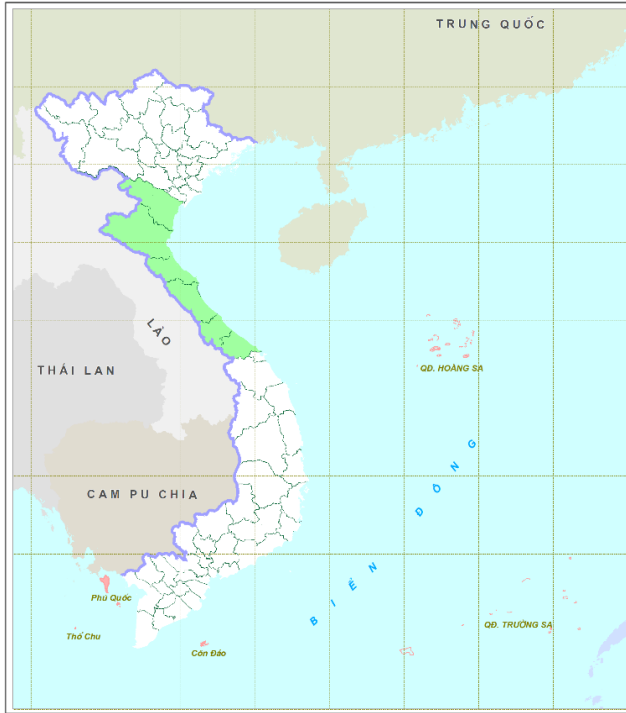 TRUNG QUỐC
LÀO
QĐ. HOÀNG SA
THÁI LAN
BIỂN ĐÔNG
CAM PU CHIA
Phú Quốc
Thổ Chu
Côn Đảo
QĐ. TRƯỜNG SA